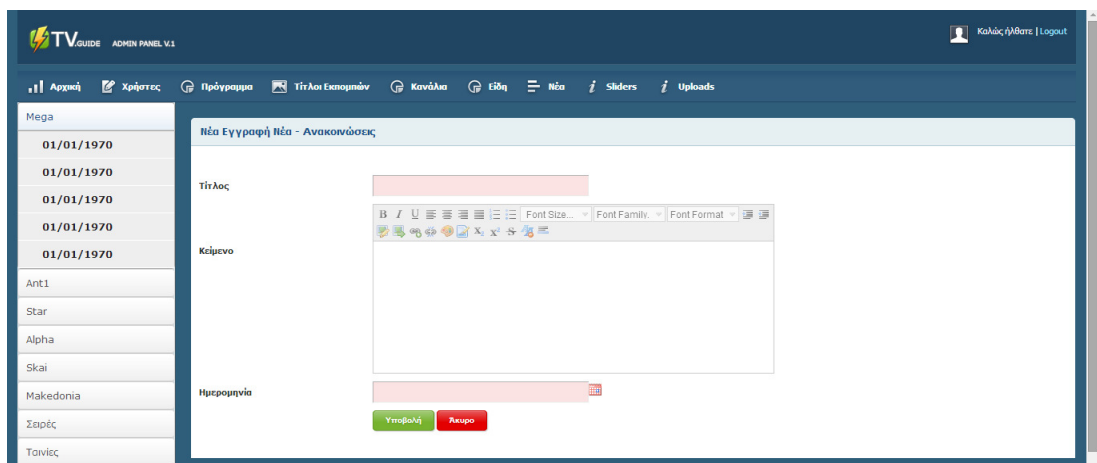 TV.GUIDE ADMIN PANEL V.1
Καλώς ήλθατε | Logout
Αρχική Χρήστες Πρόγραμμα Τίτλοι Εκπομπών Κανάλια Είδη Νέα Sliders Uploads
Mega
01/01/1970
01/01/1970
01/01/1970
01/01/1970
01/01/1970
Ant1
Star
Alpha
Skai
Makedonia
Σειρές
Ταινίες
Νέα Εγγραφή Νέα - Ανακοινώσεις
Τίτλος
Κείμενο
B I U Font Size... Font Family. Font Format
Ημερομηνία
Υποβολή Άκυρο